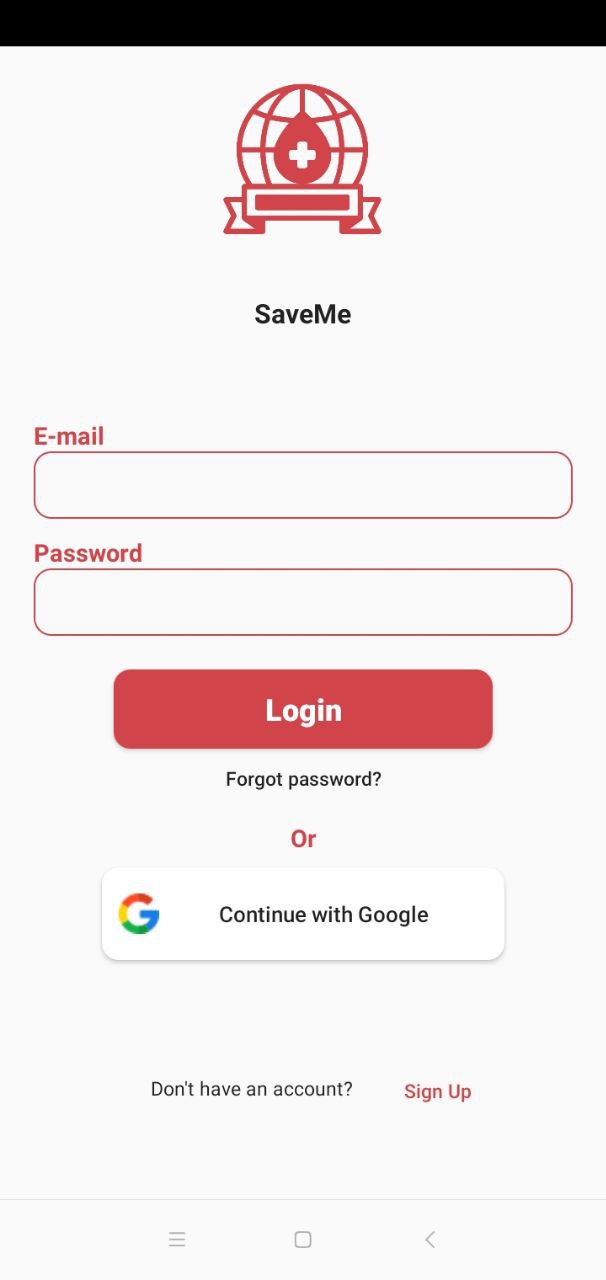 SaveMe
E-mail
Password
Login
Forgot password?
Or
Continue with Google
Don't have an account? Sign Up